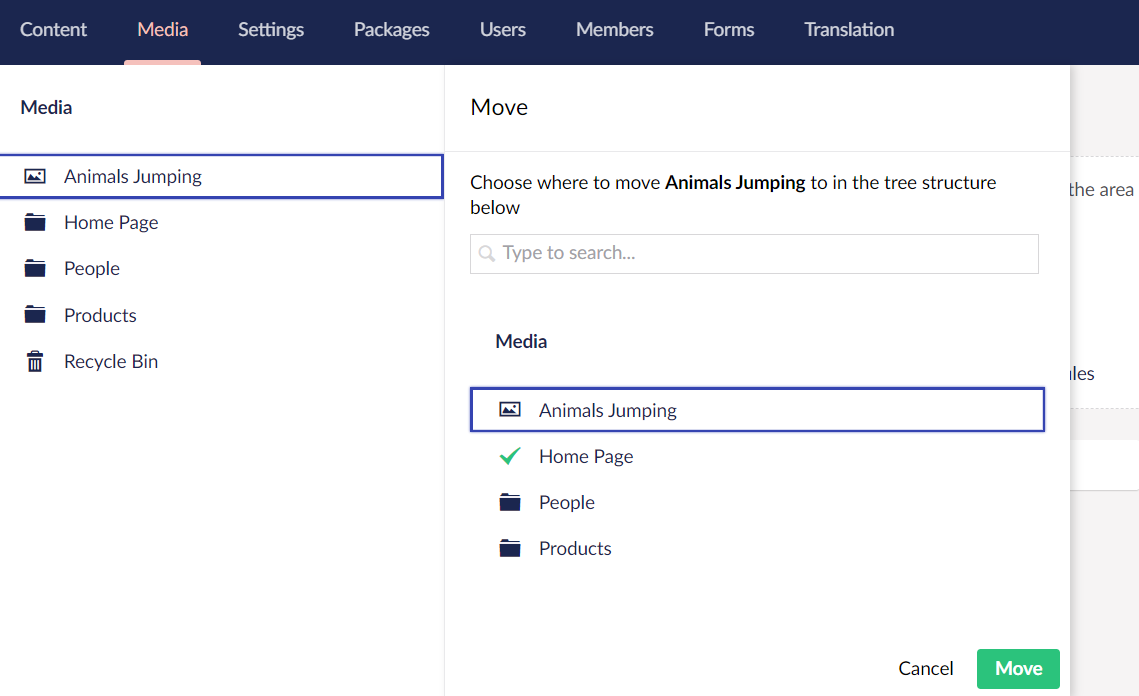 Content Media Settings Packages Users Members Forms Translation
Media
Animals Jumping
Home Page
People
Products
Recycle Bin
Move
Choose where to move Animals Jumping to in the tree structure
below
Type to search...
Media
Animals Jumping
Home Page
People
Products
Cancel Move
the area